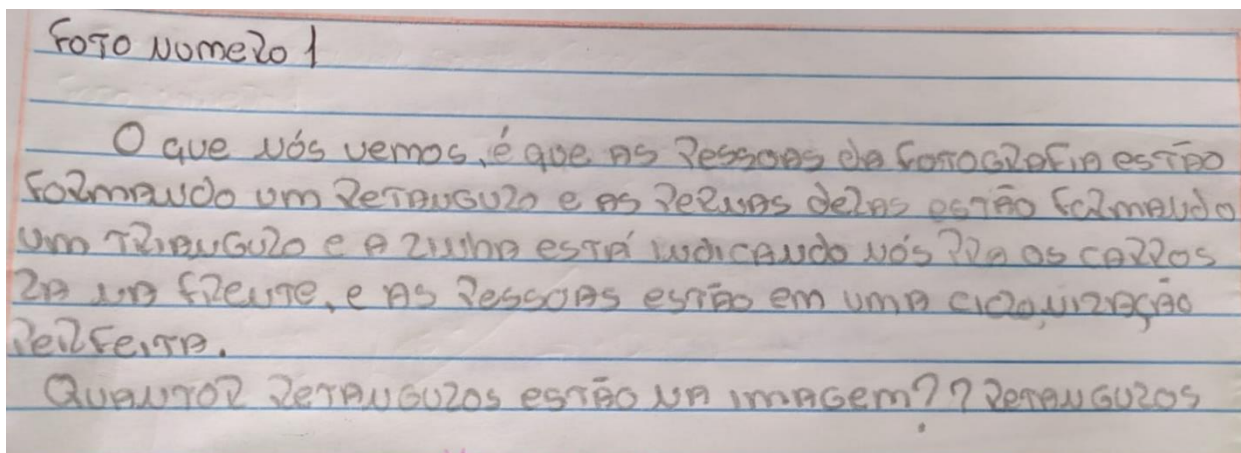 Foto Numero 1
O que nós vemos, é que as pessoas da fotografia estão
formando um retangulo e as pernas delas estão formando
um triangulo e a linha está indicando nós pra os carros
la na frente, e as pessoas estão em uma
perfeita.
Quantor retangulos estão na imagem? 7 retangulos